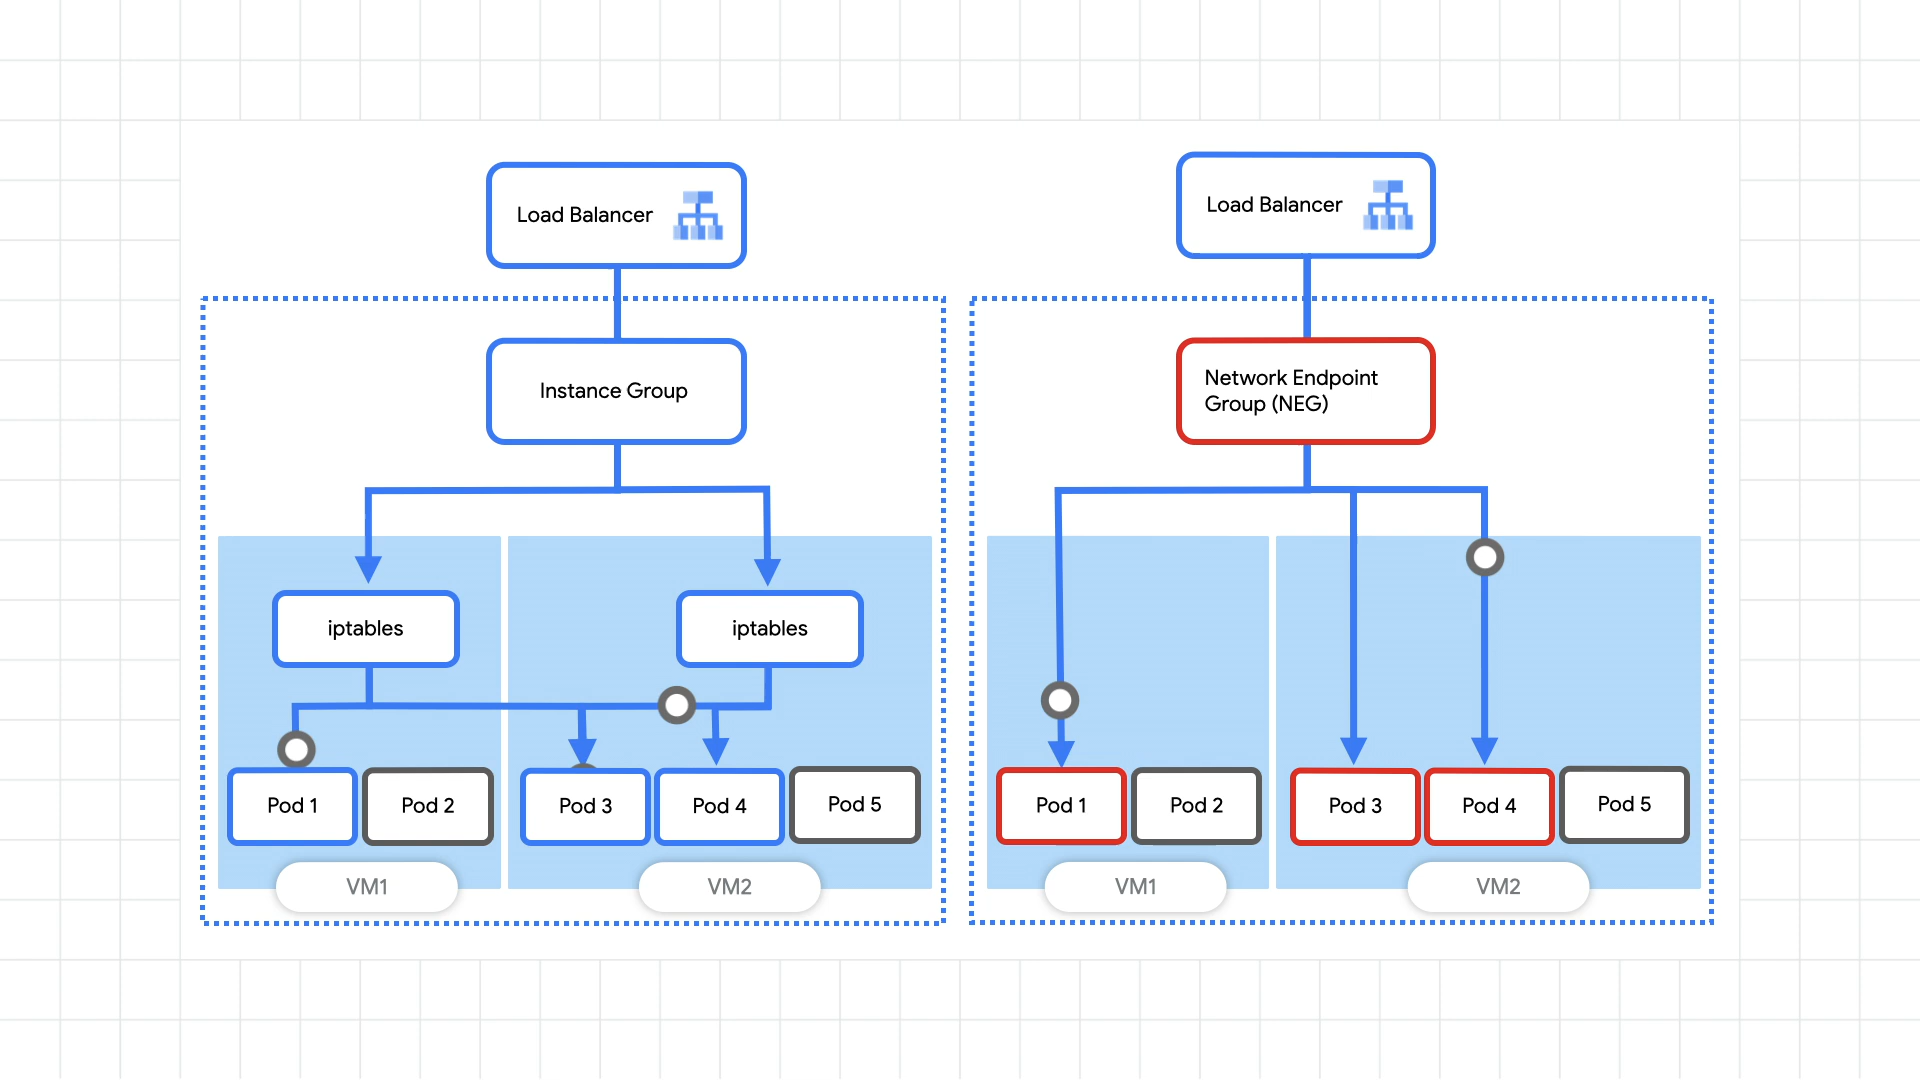 Load Balancer
Instance Group
iptables
iptables
Pod 1
Pod 2
Pod 3
Pod 4
Pod 5
VM1
VM2
Load Balancer
Network Endpoint
Group (NEG)
Pod 1
Pod 2
Pod 3
Pod 4
Pod 5
VM1
VM2